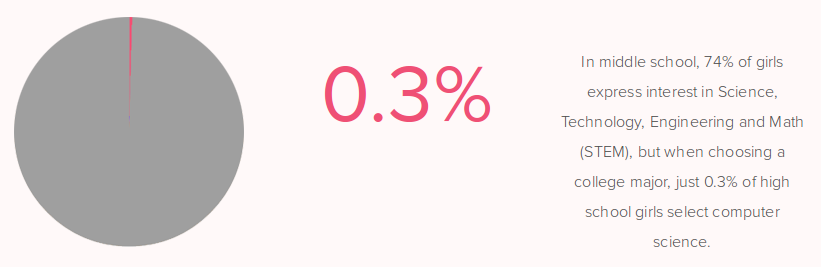 0.3%
In middle school, 74% of girls
express interest in Science,
Technology, Engineering and Math
(STEM), but when choosing a
college major, just 0.3% of high
school girls select computer
science.